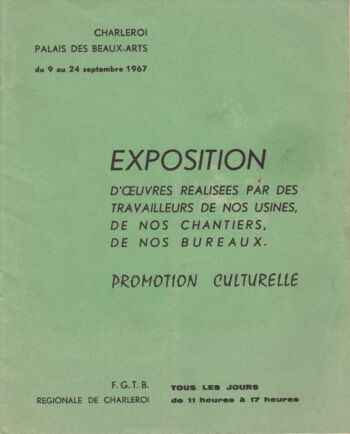 CHARLEROI
PALAIS DES BEAUX-ARTS
du 9 au 24 septembre 1967
EXPOSITION
D'ŒUVRES REALISEES PAR DES
TRAVAILLEURS DE NOS USINES,
DE NOS CHANTIERS,
DE NOS BUREAUX.
PROMOTION CULTURELLE
F.G.T.B.
REGIONALE DE CHARLEROI
TOUS LES JOURS
de 11 heures à 17 heures